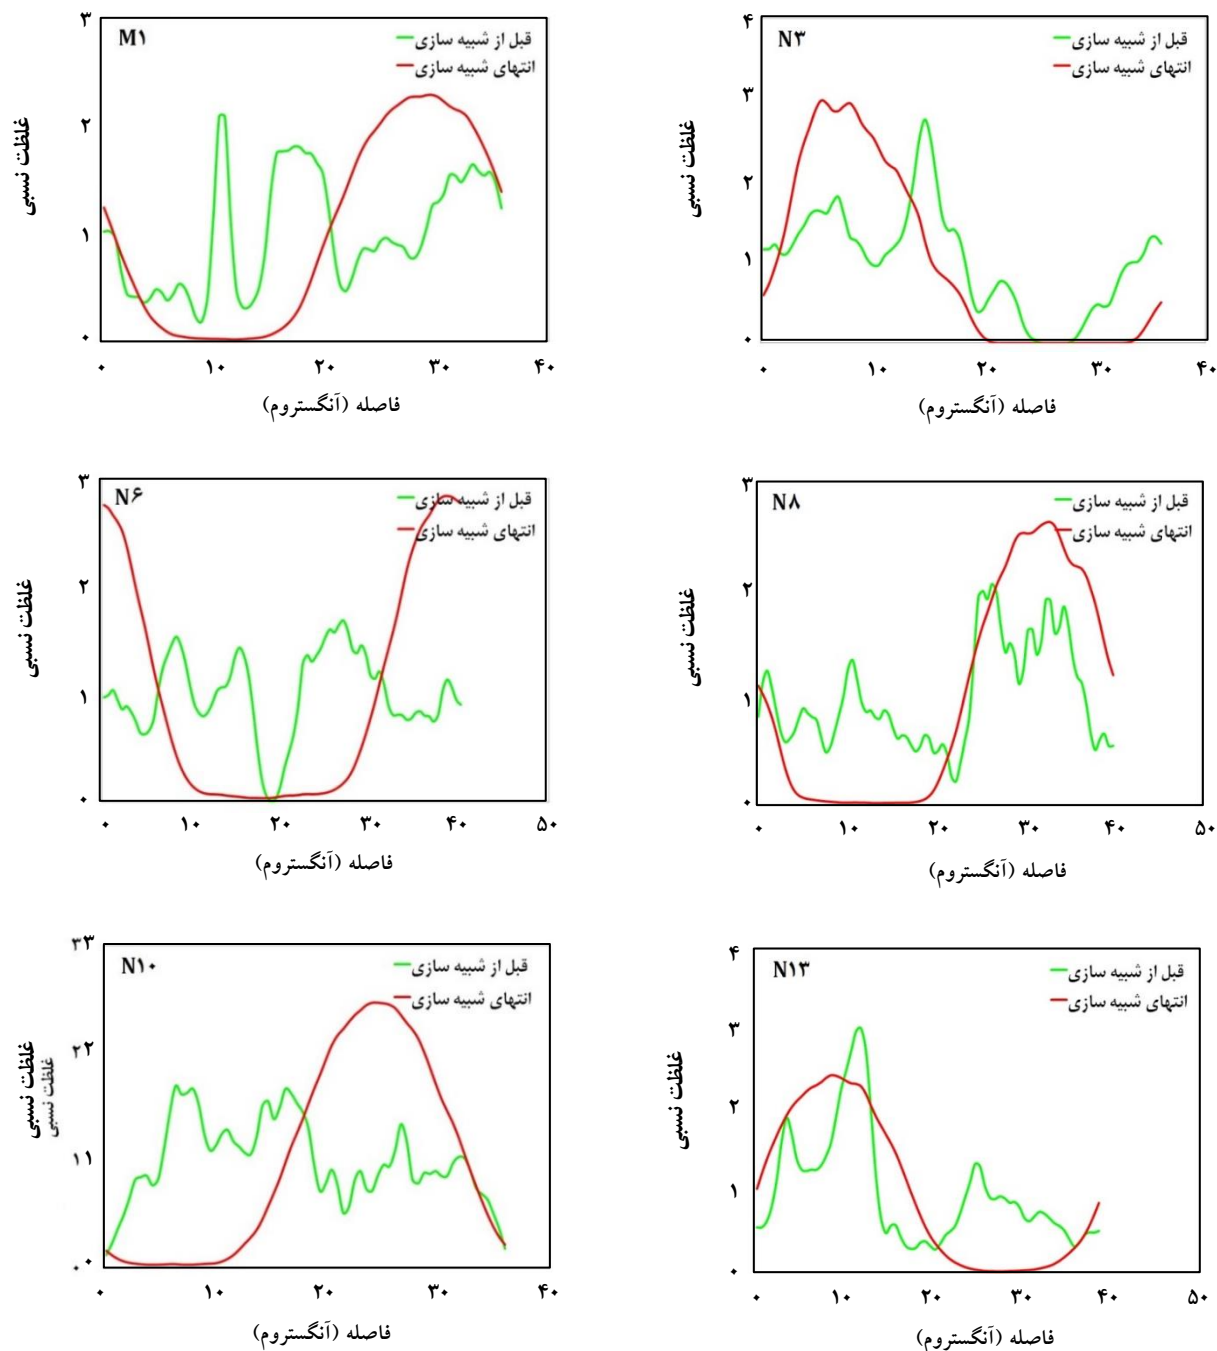 M۱
قبل از شبیه سازی
انتهای شبیه سازی
غلظت نسبی
۳
۲
۱
۰
۰ ۱۰ ۲۰ ۳۰ ۴۰
فاصله (آنگستروم)
N۳
قبل از شبیه سازی
انتهای شبیه سازی
غلظت نسبی
۴
۳
۲
۱
۰
۰ ۱۰ ۲۰ ۳۰ ۴۰
فاصله (آنگستروم)
N۶
قبل از شبیه سازی
انتهای شبیه سازی
غلظت نسبی
۳
۲
۱
۰
۰ ۱۰ ۲۰ ۳۰ ۴۰ ۵۰
فاصله (آنگستروم)
N۸
قبل از شبیه سازی
انتهای شبیه سازی
غلظت نسبی
۳
۲
۱
۰
۰ ۱۰ ۲۰ ۳۰ ۴۰ ۵۰
فاصله (آنگستروم)
N۱۰
قبل از شبیه سازی
انتهای شبیه سازی
غلظت نسبی
غلظت نسبی
۳۳
۲۲
۱۱
۰۰
۰ ۱۰ ۲۰ ۳۰ ۴۰
فاصله (آنگستروم)
N۱۳
قبل از شبیه سازی
انتهای شبیه سازی
غلظت نسبی
۴
۳
۲
۱
۰
۰ ۱۰ ۲۰ ۳۰ ۴۰ ۵۰
فاصله (آنگستروم)